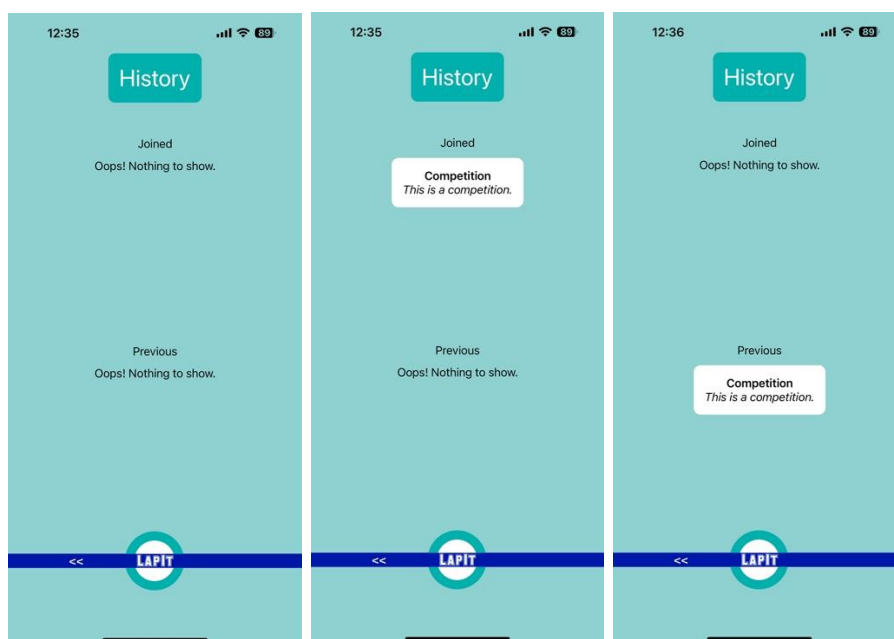 12:35
89
History
Joined
Oops! Nothing to show.
Previous
Oops! Nothing to show.
<<
LAPIT
12:35
89
History
Joined
Competition
This is a competition.
Previous
Oops! Nothing to show.
<<
LAPIT
12:36
89
History
Joined
Oops! Nothing to show.
Previous
Competition
This is a competition.
<<
LAPIT